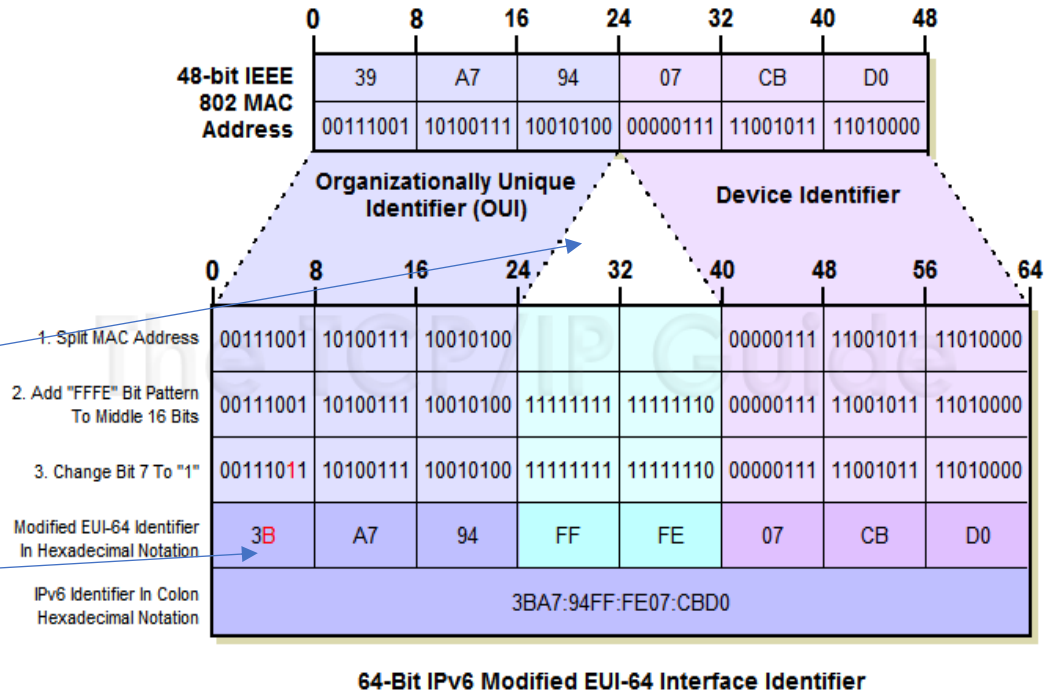 0 8 16 24 32 40 48
48-bit IEEE 802 MAC Address
39 A7 94 07 CB D0
00111001 10100111 10010100 00000111 11001011 11010000
Organizationally Unique
Identifier (OUI)
Device Identifier
0 8 16 24 32 40 48 56 64
The TCP/IP Guide
1. Split MAC Address 00111001 10100111 10010100 00000111 11001011 11010000
2. Add "FFFE" Bit Pattern
To Middle 16 Bits
00111001 10100111 10010100 11111111 11111110 00000111 11001011 11010000
3. Change Bit 7 To "1" 00111011 10100111 10010100 11111111 11111110 00000111 11001011 11010000
Modified EUI-64 Identifier
In Hexadecimal Notation
3B A7 94 FF FE 07 CB D0
IPv6 Identifier In Colon
Hexadecimal Notation
3BA7:94FF:FE07:CBD0
64-Bit IPv6 Modified EUI-64 Interface Identifier